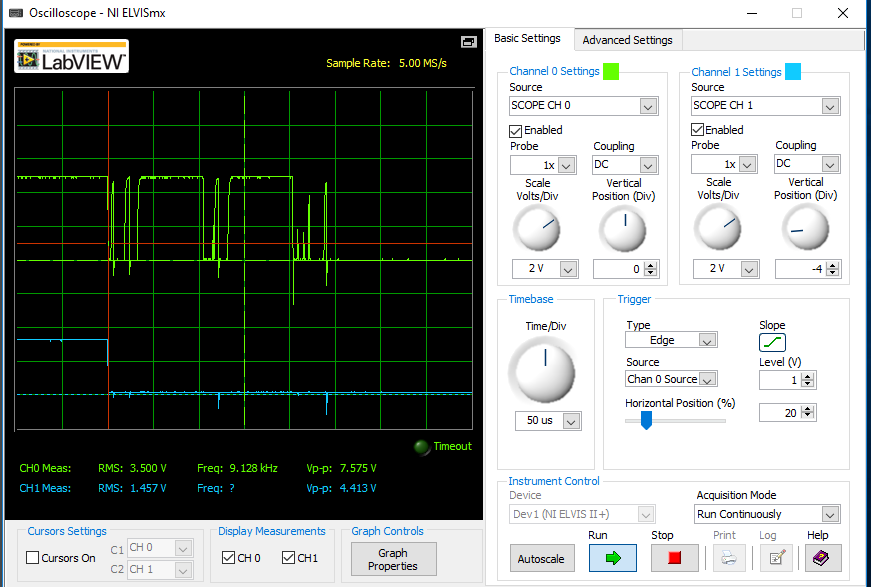 Oscilloscope - NI ELVISmx
POWERED BY
NATIONAL INSTRUMENTS
LabVIEW™
Sample Rate: 5.00 MS/s
Timeout
CH0 Meas: RMS: 3.500 V Freq: 9.128 kHz Vp-p: 7.575 V
CH1 Meas: RMS: 1.457 V Freq: ? Vp-p: 4.413 V
Cursors Settings
Cursors On
C1 CH 0
C2 CH 1
Display Measurements
CH 0 CH1
Graph Controls
Graph
Properties
Basic Settings Advanced Settings
Channel 0 Settings
Source
SCOPE CH 0
Enabled
Probe Coupling
1x DC
Scale Vertical
Volts/Div Position (Div)
2 V 0
Channel 1 Settings
Source
SCOPE CH 1
Enabled
Probe Coupling
1x DC
Scale Vertical
Volts/Div Position (Div)
2 V -4
Timebase
Time/Div
50 us
Trigger
Type
Edge
Source
Chan 0 Source
Horizontal Position (%)
Slope
Level (V)
1
20
Instrument Control
Device
Dev1 (NI ELVIS II+)
Acquisition Mode
Run Continuously
Run Stop Print Log Help
Autoscale